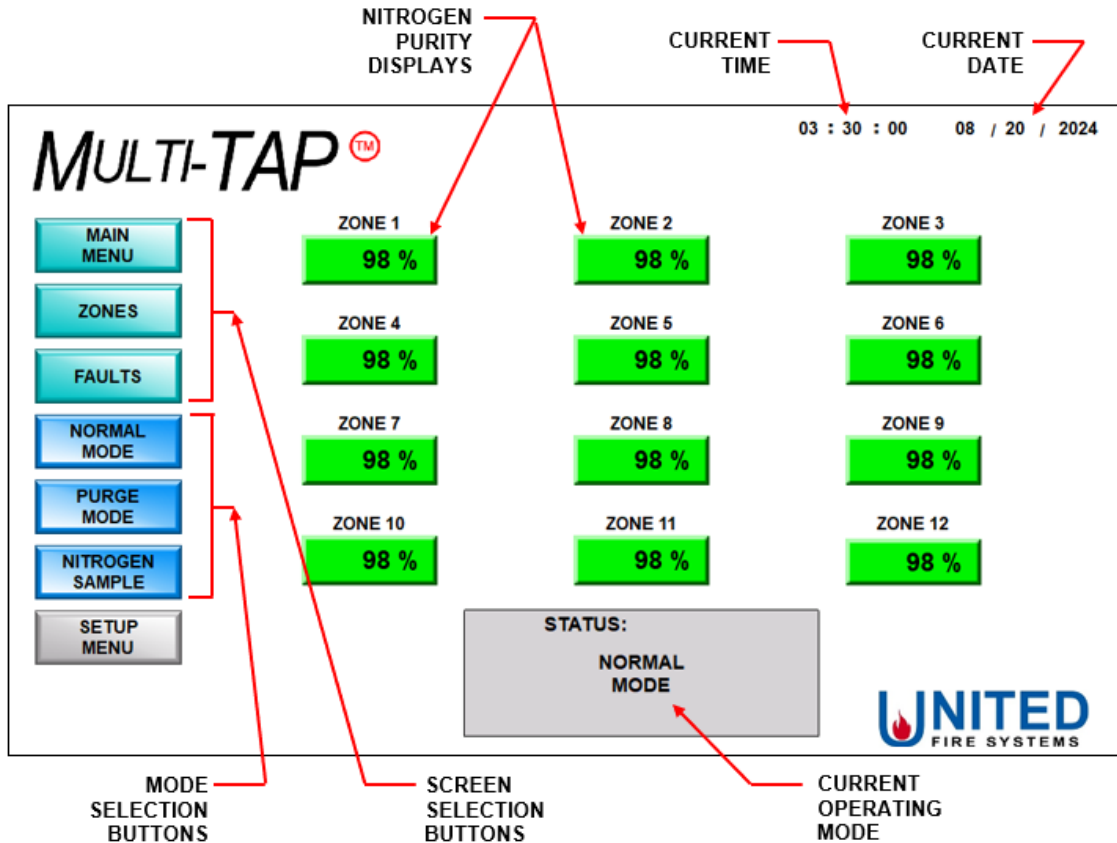 NITROGEN
PURITY
DISPLAYS
CURRENT
TIME
CURRENT
DATE
MULTI-TAP TM
03 : 30 : 00 08 / 20 / 2024
MAIN
MENU
ZONES
FAULTS
NORMAL
MODE
PURGE
MODE
NITROGEN
SAMPLE
SETUP
MENU
ZONE 1 ZONE 2 ZONE 3
98 % 98 % 98 %
ZONE 4 ZONE 5 ZONE 6
98 % 98 % 98 %
ZONE 7 ZONE 8 ZONE 9
98 % 98 % 98 %
ZONE 10 ZONE 11 ZONE 12
98 % 98 % 98 %
STATUS:
NORMAL
MODE
UNITED
FIRE SYSTEMS
MODE
SELECTION
BUTTONS
SCREEN
SELECTION
BUTTONS
CURRENT
OPERATING
MODE